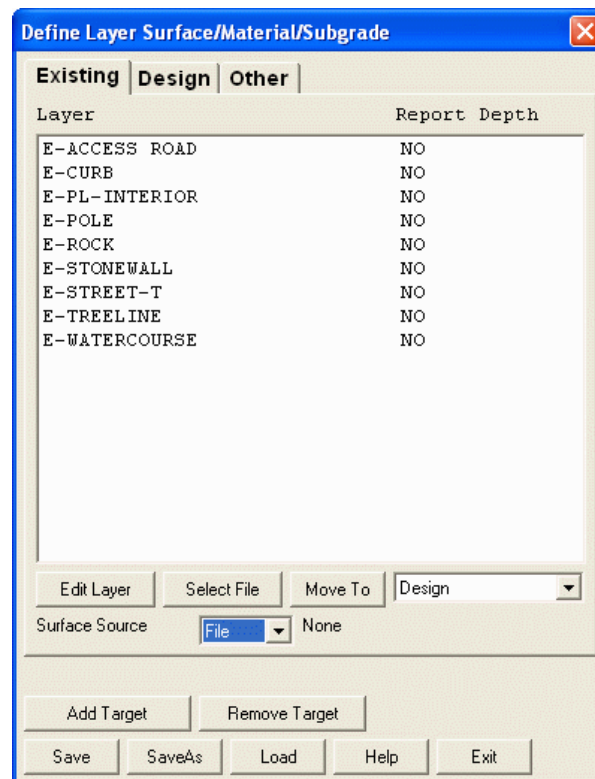 Define Layer Surface/Material/Subgrade
Existing Design Other
Layer Report Depth
E-ACCESS ROAD NO
E-CURB NO
E-PL-INTERIOR NO
E-POLE NO
E-ROCK NO
E-STONEWALL NO
E-STREET-T NO
E-TREELINE NO
E-WATERCOURSE NO
Edit Layer Select File Move To Design
Surface Source File None
Add Target Remove Target
Save SaveAs Load Help Exit